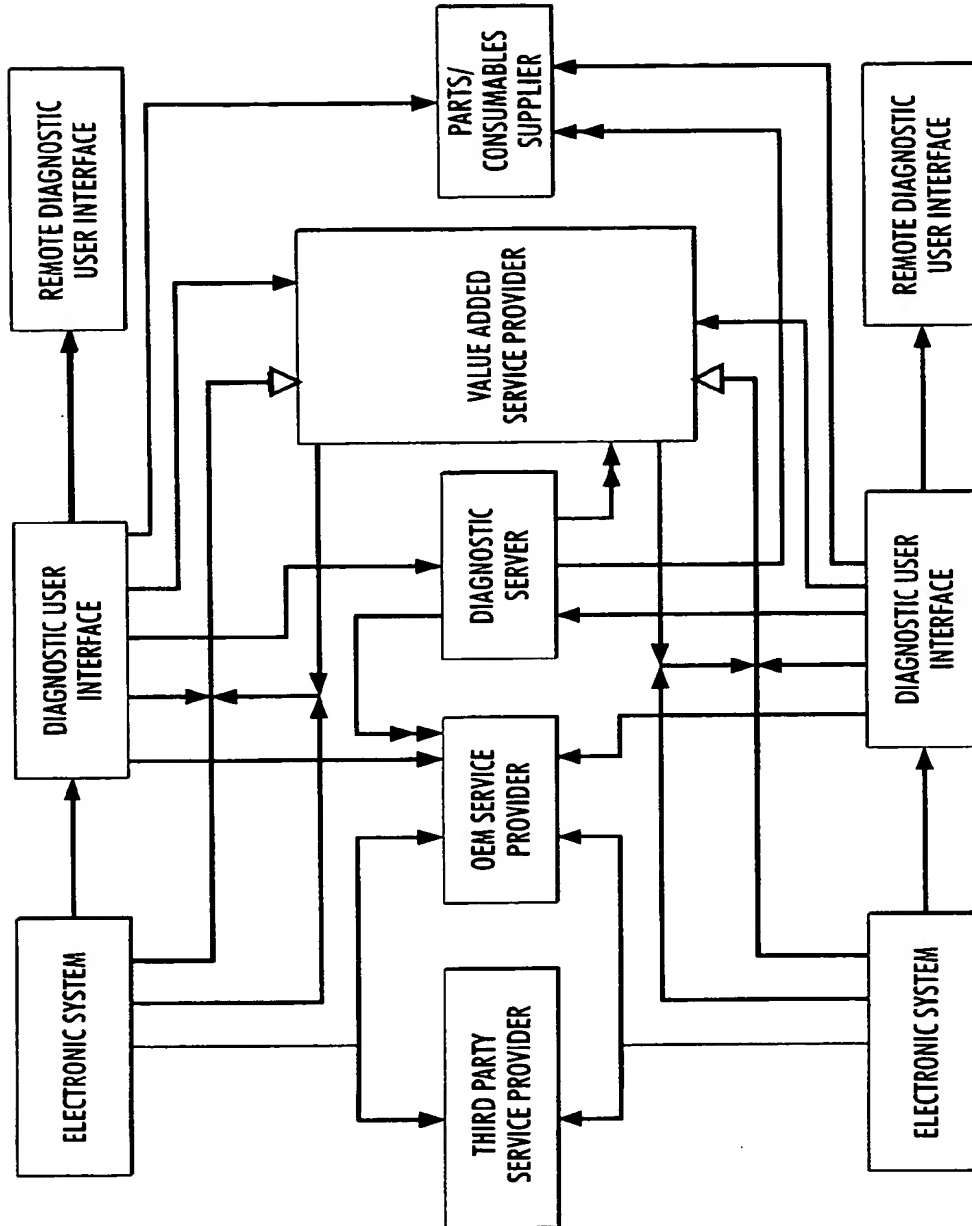 ELECTRONIC SYSTEM
DIAGNOSTIC USER
INTERFACE
REMOTE DIAGNOSTIC
USER INTERFACE
THIRD PARTY
SERVICE PROVIDER
OEM SERVICE
PROVIDER
DIAGNOSTIC
SERVER
VALUE ADDED
SERVICE PROVIDER
PARTS/
CONSUMABLES
SUPPLIER
ELECTRONIC SYSTEM
DIAGNOSTIC USER
INTERFACE
REMOTE DIAGNOSTIC
USER INTERFACE